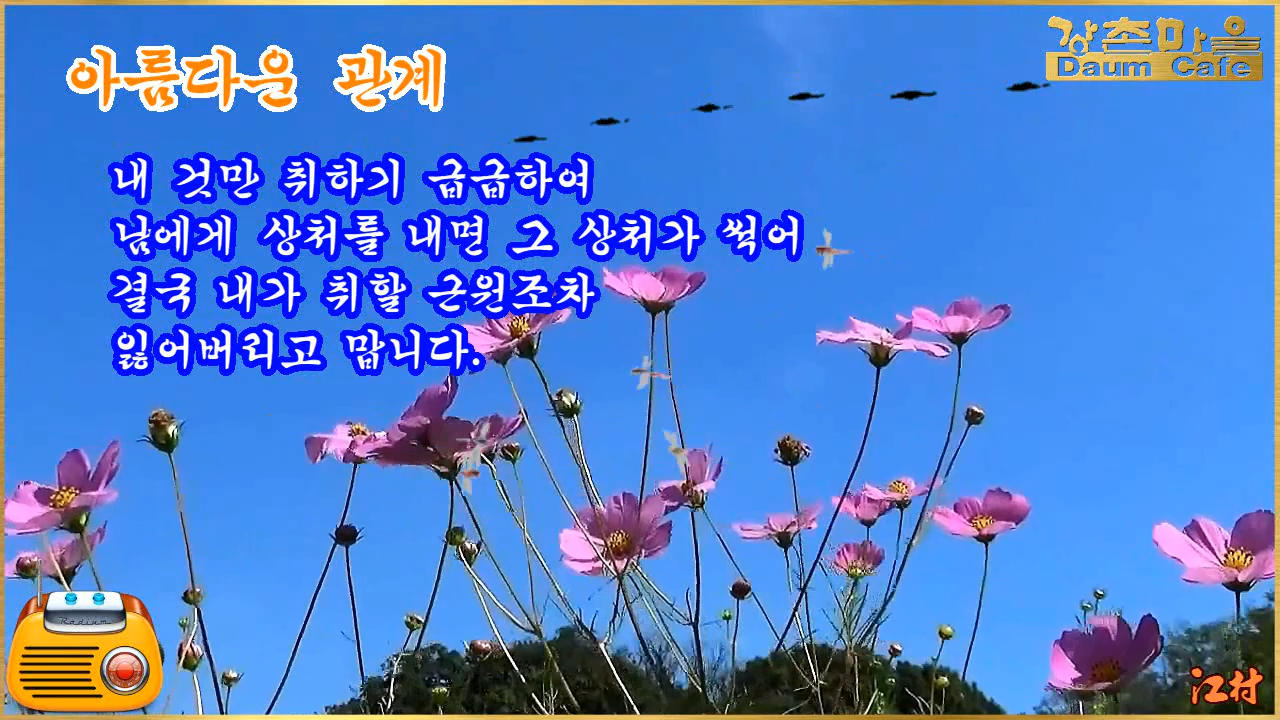 아름다운 관계
강촌마을
Daum Cafe
내 것만 취하기 급급하여
남에게 상처를 내면 그 상처가 썩어
결국 내가 취할 근원조차
잃어버리고 맙니다.
Radium
江村